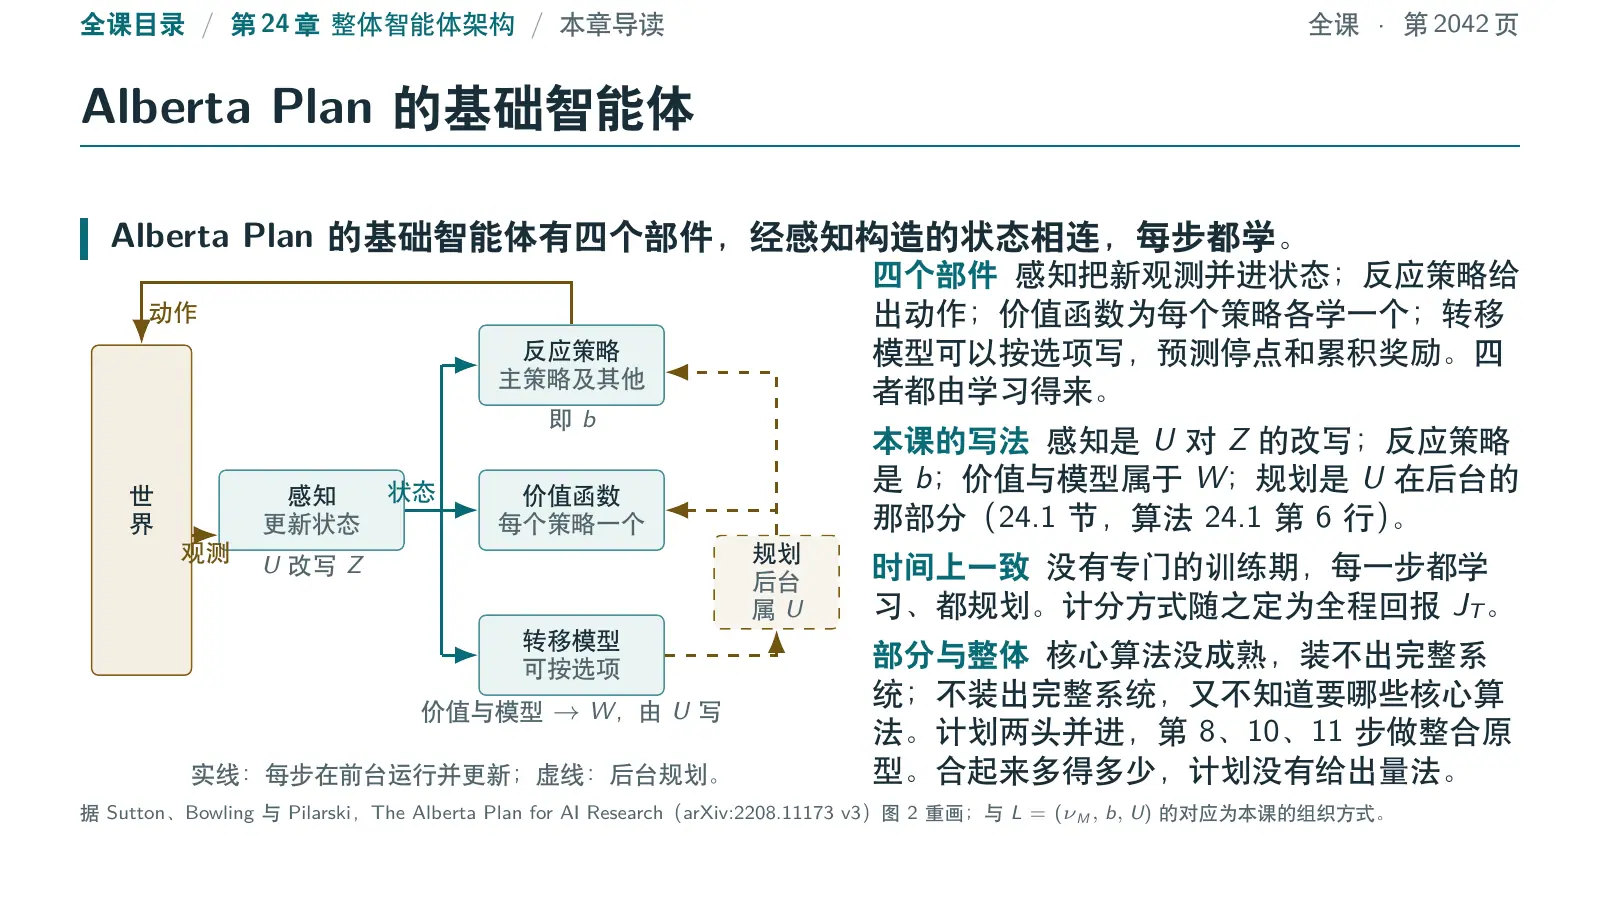 全课目录 / 第 24 章 整体智能体架构 / 本章导读
全课 · 第 2042 页
Alberta Plan 的基础智能体
Alberta Plan 的基础智能体有四个部件，经感知构造的状态相连，每步都学。
动作
世
界
观测
感知
更新状态
U 改写 Z
状态
反应策略
主策略及其他
即 b
价值函数
每个策略一个
转移模型
可按选项
价值与模型 → W，由 U 写
规划
后台
属 U
实线：每步在前台运行并更新；虚线：后台规划。
四个部件 感知把新观测并进状态；反应策略给
出动作；价值函数为每个策略各学一个；转移
模型可以按选项写，预测停点和累积奖励。四
者都由学习得来。
本课的写法 感知是 U 对 Z 的改写；反应策略
是 b；价值与模型属于 W；规划是 U 在后台的
那部分（24.1 节，算法 24.1 第 6 行）。
时间上一致 没有专门的训练期，每一步都学
习、都规划。计分方式随之定为全程回报 J_T。
部分与整体 核心算法没成熟，装不出完整系
统；不装出完整系统，又不知道要哪些核心算
法。计划两头并进，第 8、10、11 步做整合原
型。合起来多得多少，计划没有给出量法。
据 Sutton、Bowling 与 Pilarski，The Alberta Plan for AI Research（arXiv:2208.11173 v3）图 2 重画；与 L = (ν_M, b, U) 的对应为本课的组织方式。